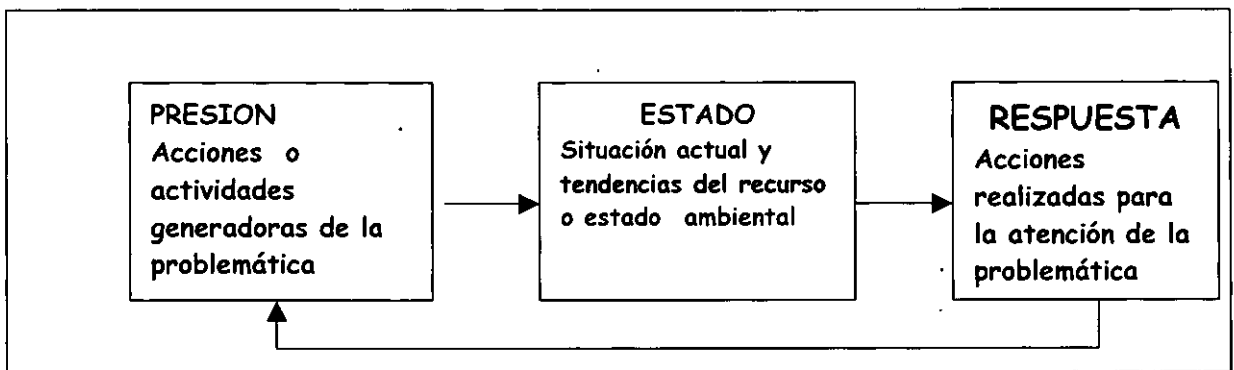 PRESION
Acciones o
actividades
generadoras de la
problemática
ESTADO
Situación actual y
tendencias del recurso
o estado ambiental
RESPUESTA
Acciones
realizadas para
la atención de la
problemática